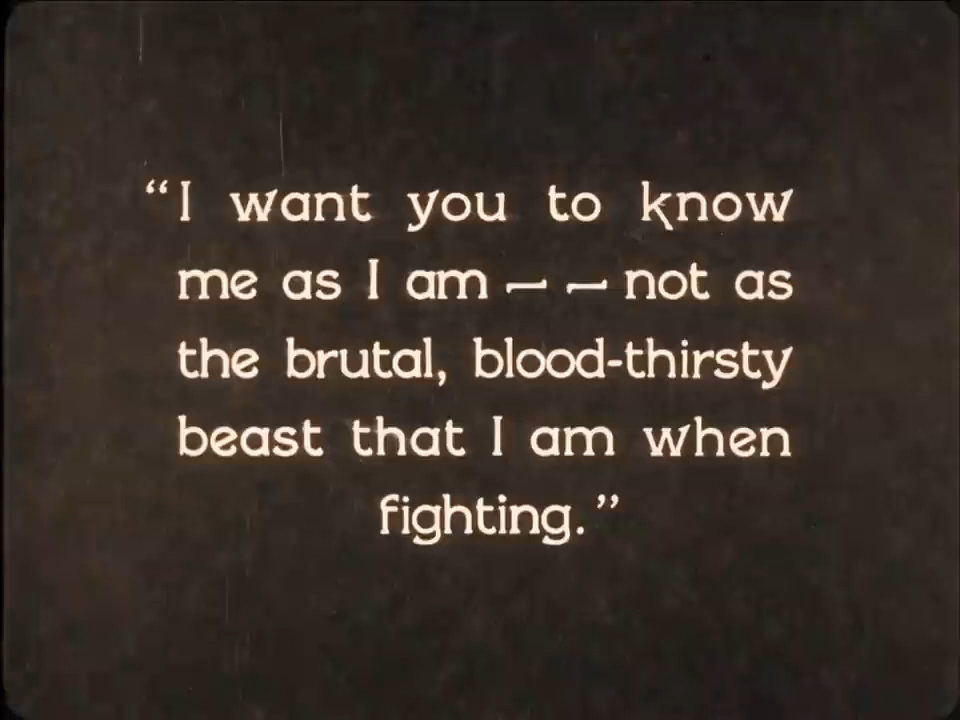 “I want you to know
me as I am — — not as
the brutal, blood-thirsty
beast that I am when
fighting.”